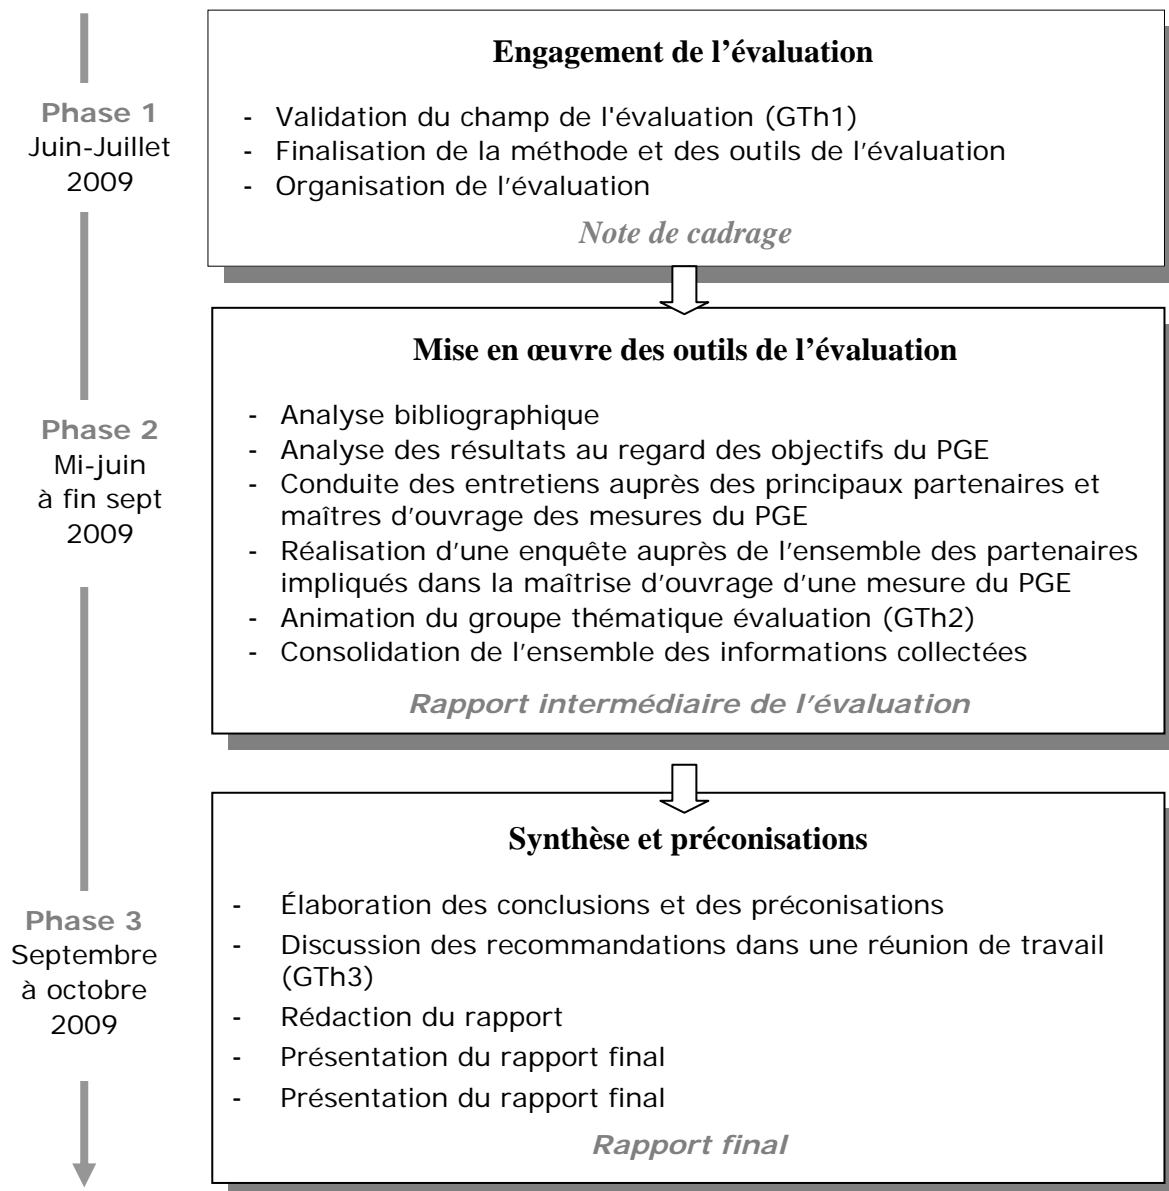 Phase 1
Juin-Juillet
2009
Engagement de l’évaluation
- Validation du champ de l'évaluation (GTh1)
- Finalisation de la méthode et des outils de l’évaluation
- Organisation de l’évaluation
Note de cadrage
Phase 2
Mi-juin
à fin sept
2009
Mise en œuvre des outils de l’évaluation
- Analyse bibliographique
- Analyse des résultats au regard des objectifs du PGE
- Conduite des entretiens auprès des principaux partenaires et
maîtres d’ouvrage des mesures du PGE
- Réalisation d’une enquête auprès de l’ensemble des partenaires
impliqués dans la maîtrise d’ouvrage d’une mesure du PGE
- Animation du groupe thématique évaluation (GTh2)
- Consolidation de l’ensemble des informations collectées
Rapport intermédiaire de l’évaluation
Phase 3
Septembre
à octobre
2009
Synthèse et préconisations
- Élaboration des conclusions et des préconisations
- Discussion des recommandations dans une réunion de travail
(GTh3)
- Rédaction du rapport
- Présentation du rapport final
- Présentation du rapport final
Rapport final